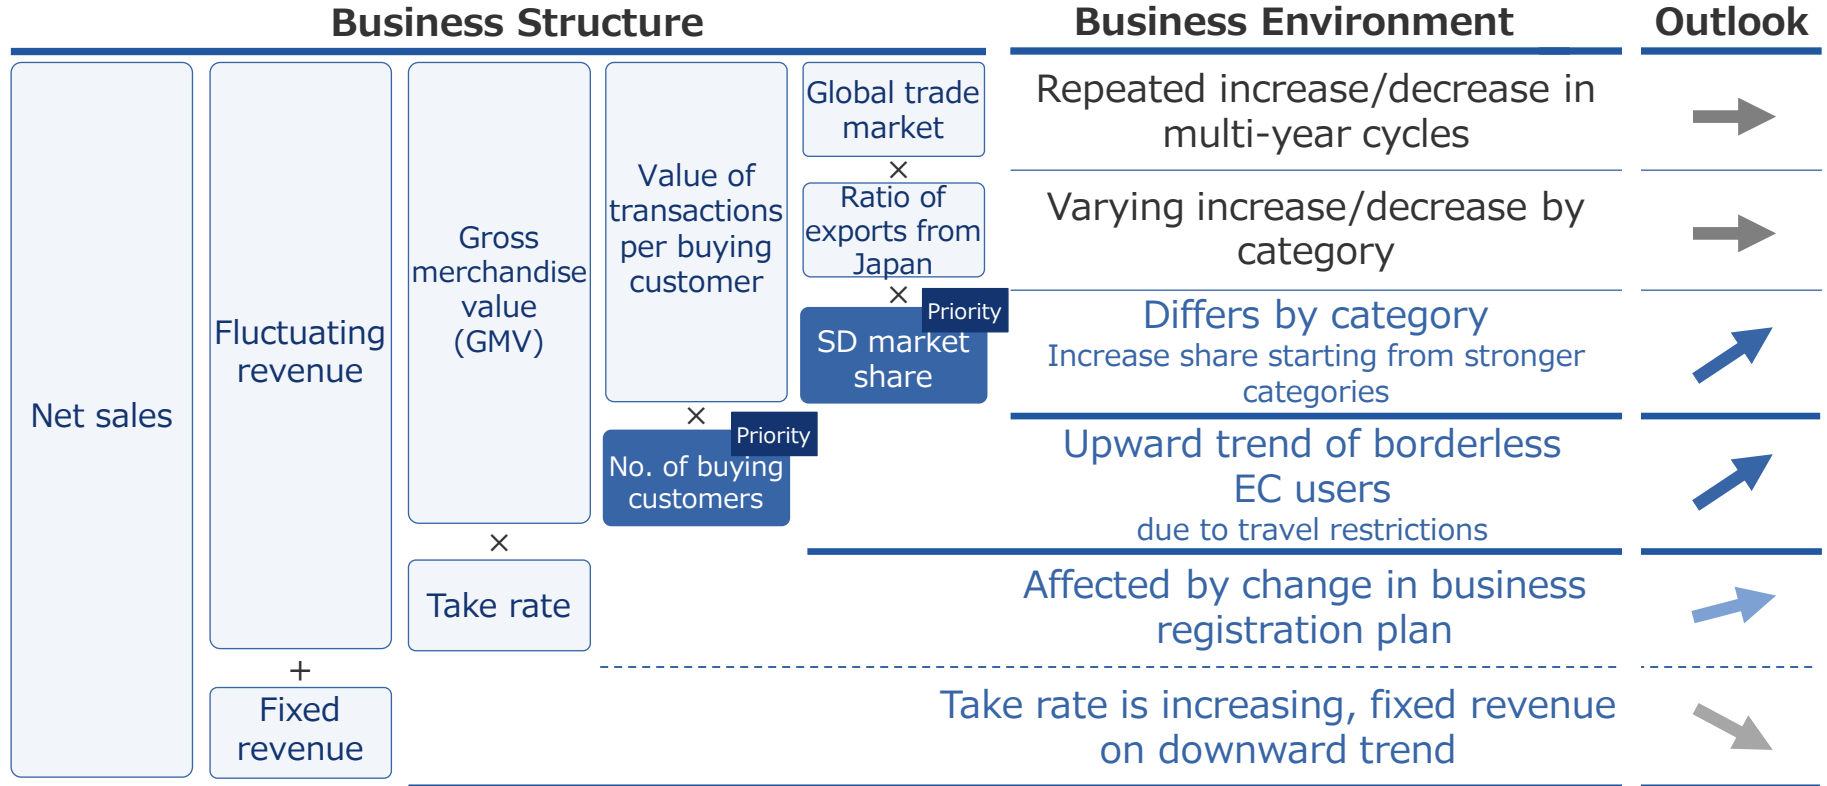 Business Structure
Business Environment
Outlook
Net sales
Fluctuating
revenue
+
Fixed
revenue
Gross
merchandise
value
(GMV)
×
Take rate
Value of
transactions
per buying
customer
×
Priority
No. of buying
customers
Global trade
market
×
Ratio of
exports from
Japan
×
Priority
SD market
share
Repeated increase/decrease in
multi-year cycles
Varying increase/decrease by
category
Differs by category
Increase share starting from stronger
categories
Upward trend of borderless
EC users
due to travel restrictions
Affected by change in business
registration plan
Take rate is increasing, fixed revenue
on downward trend